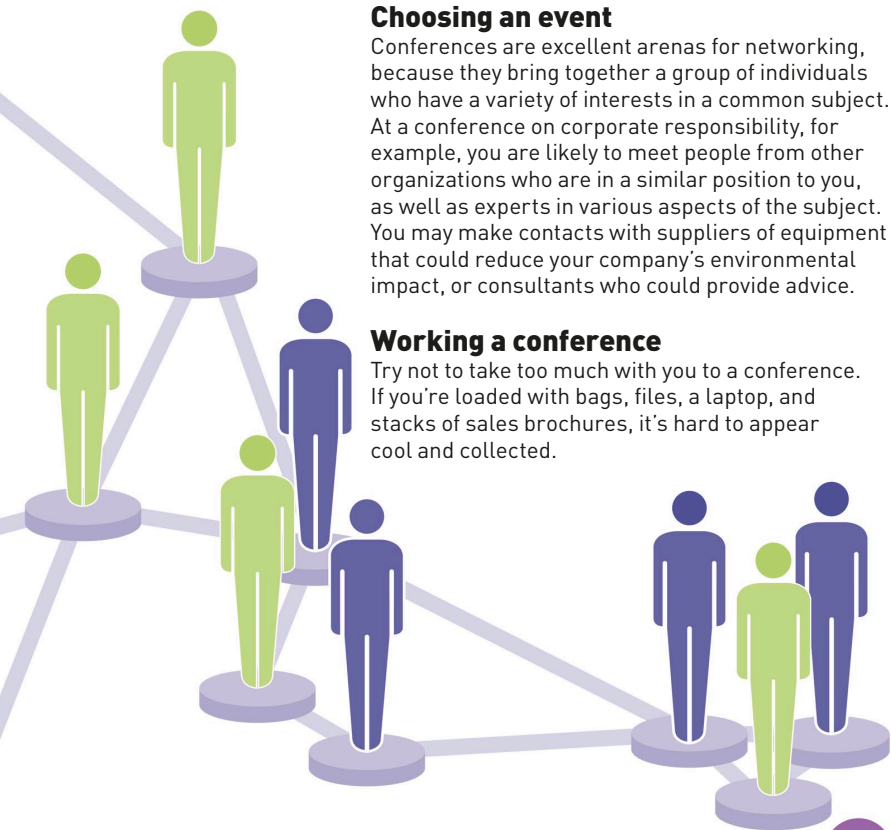 Choosing an event
Conferences are excellent arenas for networking,
because they bring together a group of individuals
who have a variety of interests in a common subject.
At a conference on corporate responsibility, for
example, you are likely to meet people from other
organizations who are in a similar position to you,
as well as experts in various aspects of the subject.
You may make contacts with suppliers of equipment
that could reduce your company’s environmental
impact, or consultants who could provide advice.
Working a conference
Try not to take too much with you to a conference.
If you’re loaded with bags, files, a laptop, and
stacks of sales brochures, it’s hard to appear
cool and collected.